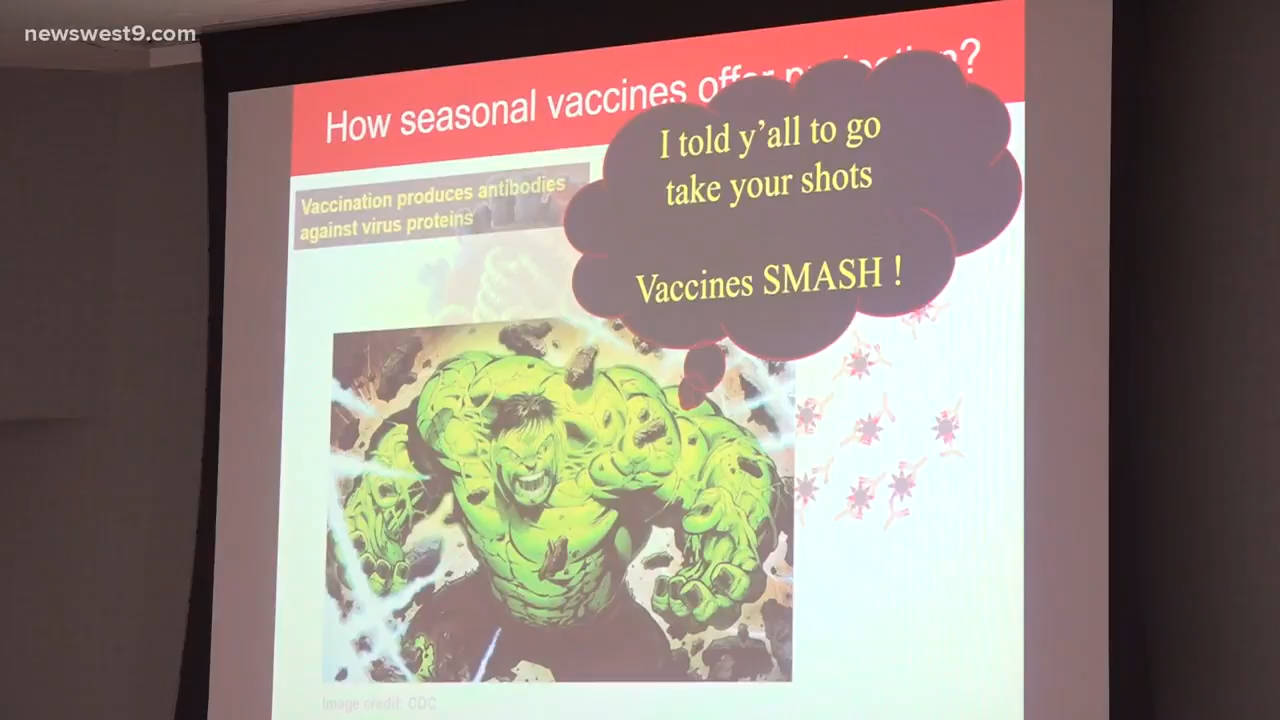 newswest9.com
How seasonal vaccines offer protection?
I told y'all to go
take your shots
Vaccines SMASH !
Vaccination produces antibodies
against virus proteins
Image credit: CDC